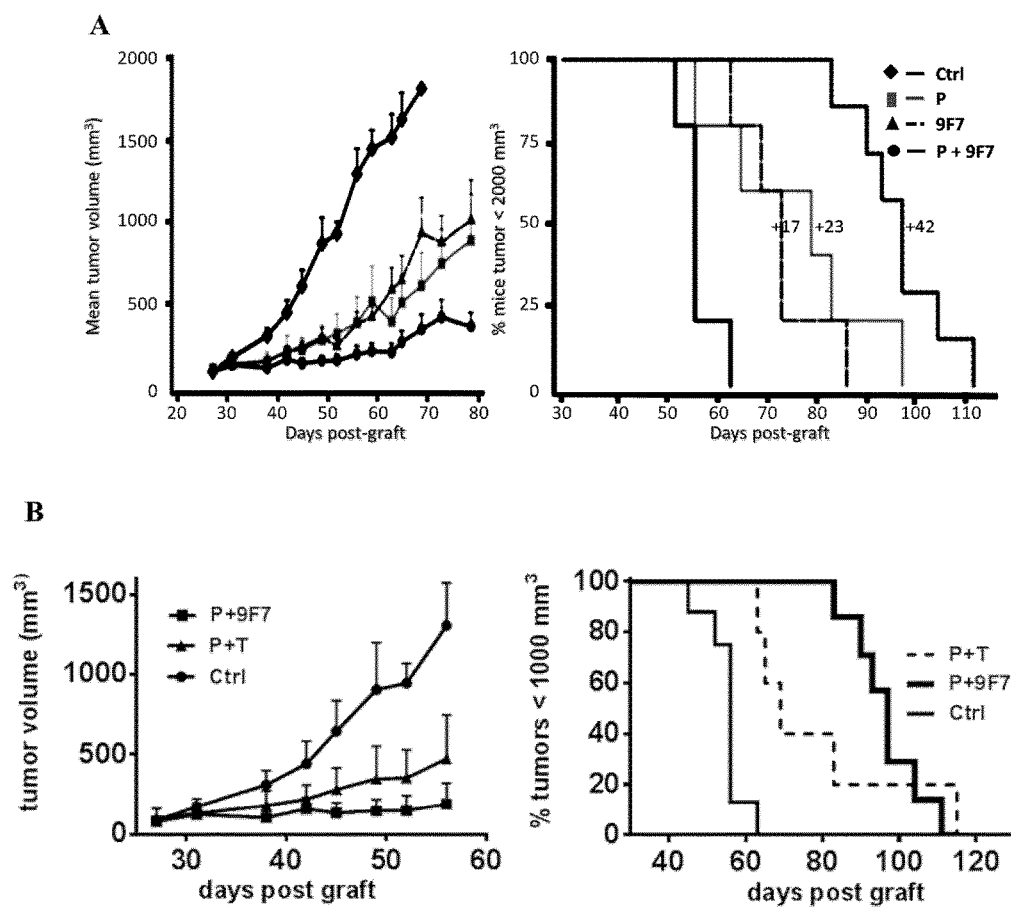 A
Mean tumor volume (mm³)
2000
1500
1000
500
0
20 30 40 50 60 70 80
Days post-graft
% mice tumor < 2000 mm³
100
75
50
25
0
30 40 50 60 70 80 90 100 110
Days post-graft
Ctrl
P
9F7
P + 9F7
+17 +23 +42
B
tumor volume (mm³)
1500
1000
500
0
30 40 50 60
days post graft
P+9F7
P+T
Ctrl
% tumors < 1000 mm³
100
80
60
40
20
0
40 60 80 100 120
days post graft
P+T
P+9F7
Ctrl